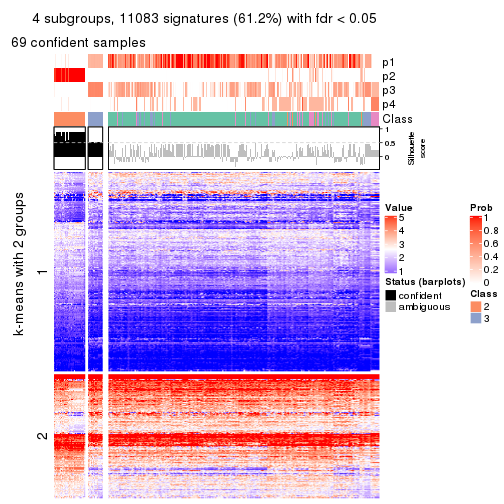 4 subgroups, 11083 signatures (61.2%) with fdr < 0.05
69 confident samples
p1
p2
p3
p4
Class
1
0.5
0
Silhouette
score
k-means with 2 groups
1
2
Value
5
4
3
2
1
Status (barplots)
confident
ambiguous
Prob
1
0.8
0.6
0.4
0.2
0
Class
2
3